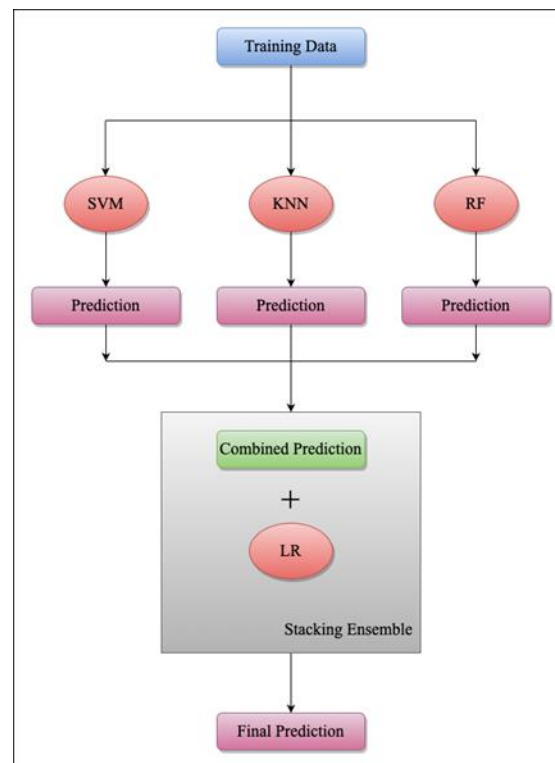 Training Data
SVM
KNN
RF
Prediction
Prediction
Prediction
Combined Prediction
+
LR
Stacking Ensemble
Final Prediction